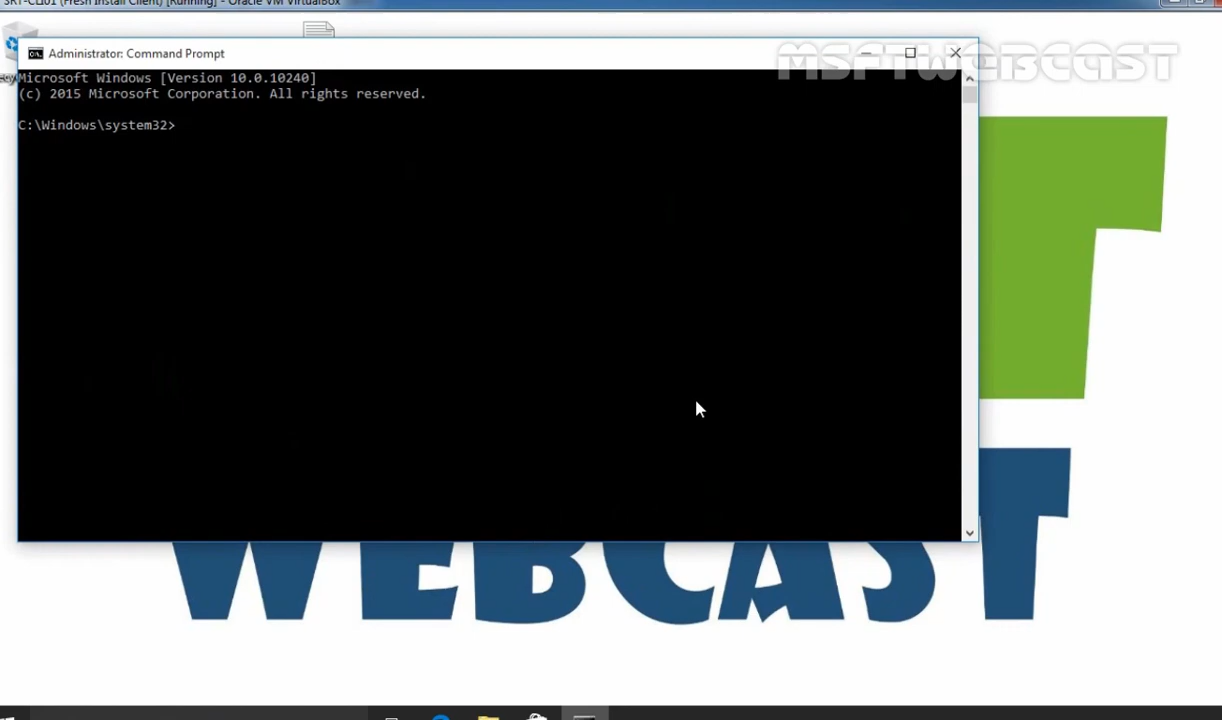 SRT-CLI01 (Fresh Install Client) [Running] - Oracle VM VirtualBox
Administrator: Command Prompt
MSFTWEBCAST
Microsoft Windows [Version 10.0.10240]
(c) 2015 Microsoft Corporation. All rights reserved.
C:\Windows\system32>
T
WEBCAST